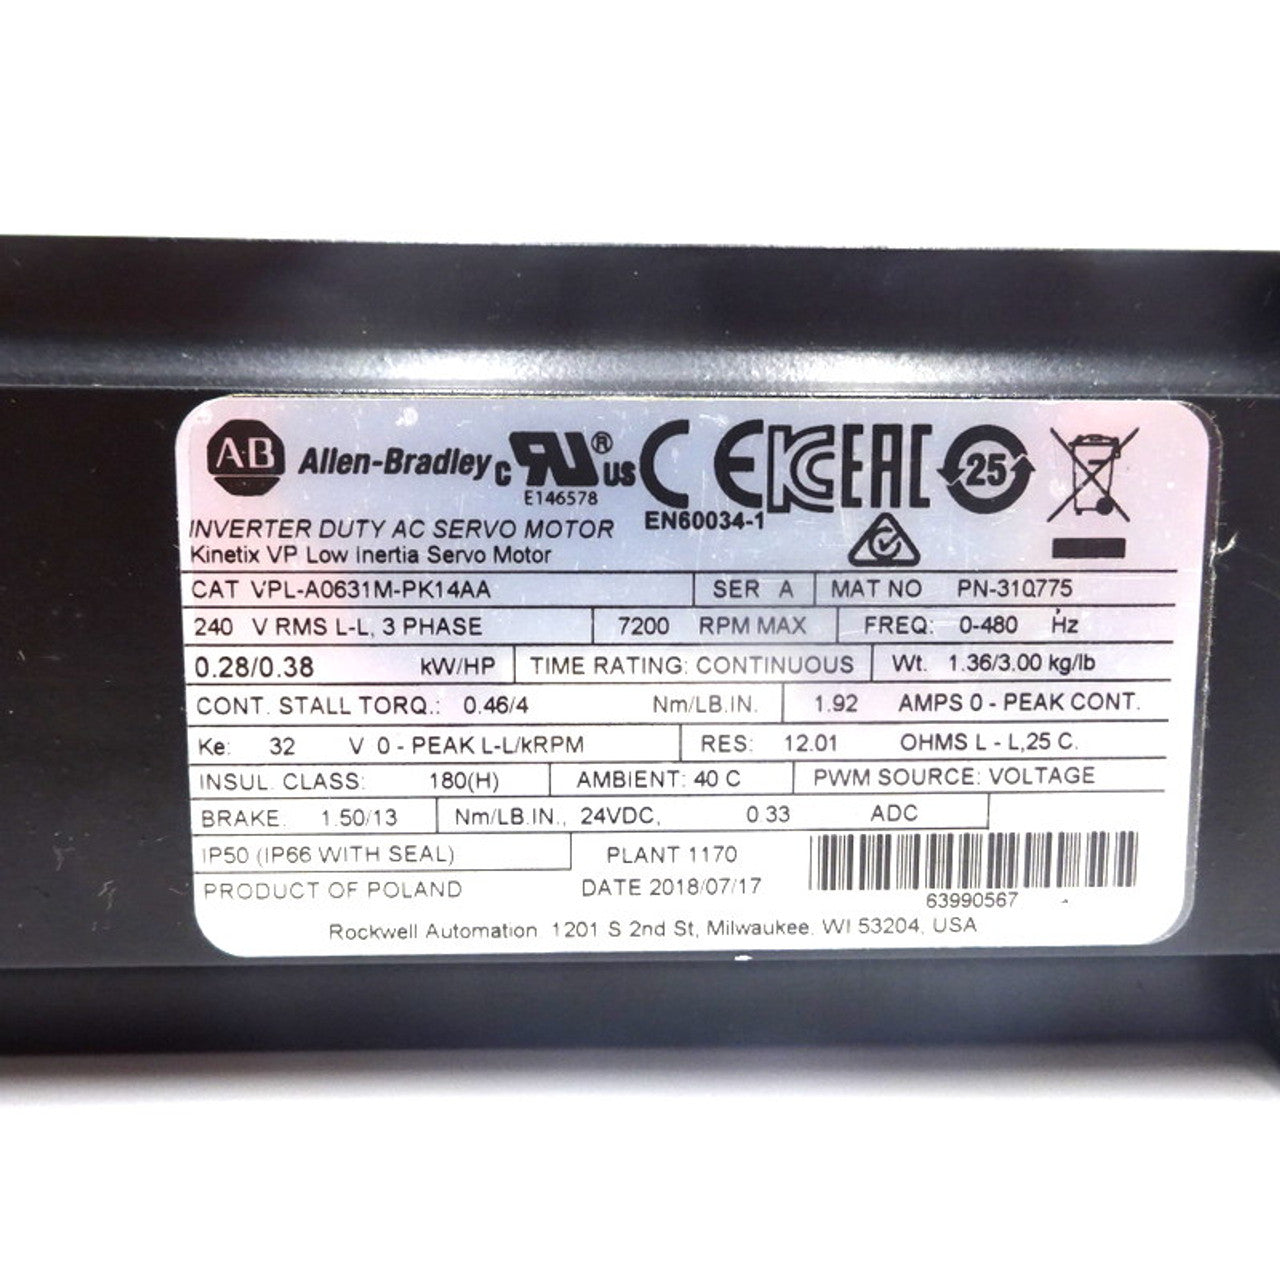 A-B Allen-Bradley c RU ® US CE KC EAC 25
E146578
EN60034-1
INVERTER DUTY AC SERVO MOTOR
Kinetix VP Low Inertia Servo Motor
CAT VPL-A0631M-PK14AA SER A MAT NO PN-310775
240 V RMS L-L, 3 PHASE 7200 RPM MAX FREQ: 0-480 Hz
0.28/0.38 kW/HP TIME RATING: CONTINUOUS Wt. 1.36/3.00 kg/lb
CONT. STALL TORQ.: 0.46/4 Nm/LB.IN. 1.92 AMPS 0 - PEAK CONT.
Ke: 32 V 0 - PEAK L-L/kRPM RES: 12.01 OHMS L - L,25 C.
INSUL. CLASS: 180(H) AMBIENT: 40 C PWM SOURCE: VOLTAGE
BRAKE: 1.50/13 Nm/LB.IN., 24VDC, 0.33 ADC
IP50 (IP66 WITH SEAL) PLANT 1170
PRODUCT OF POLAND DATE 2018/07/17 63990567
Rockwell Automation 1201 S 2nd St, Milwaukee, WI 53204, USA